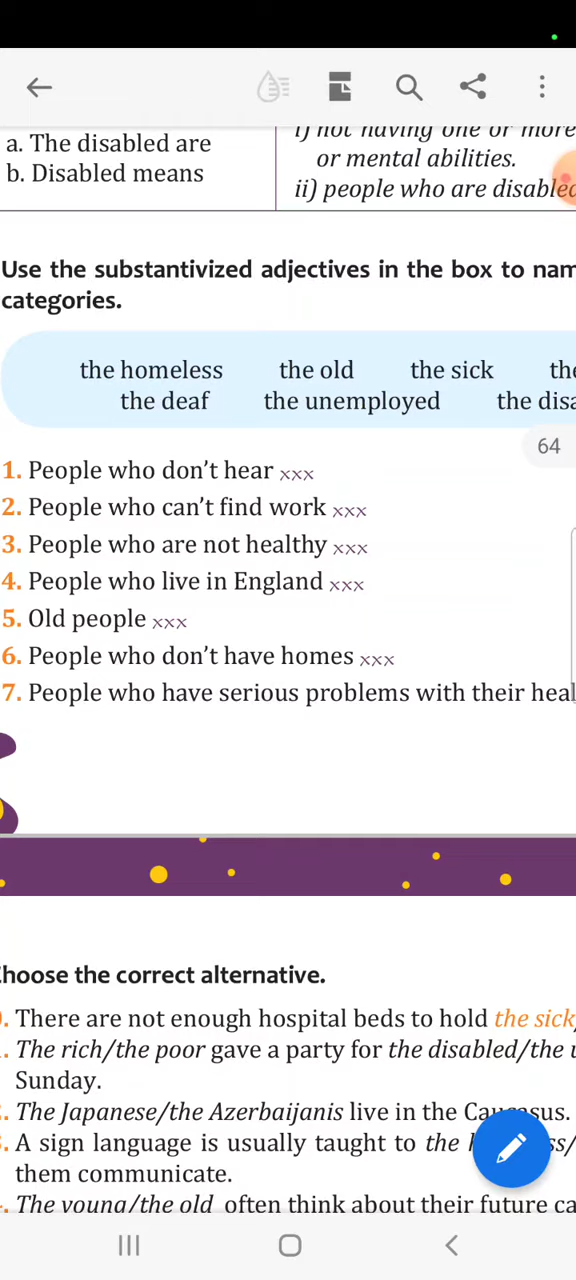 i) not having one or more
a. The disabled are
or mental abilities.
b. Disabled means
ii) people who are disabled
Use the substantivized adjectives in the box to nam
categories.
the homeless the old the sick the
the deaf the unemployed the disa
64
1. People who don't hear xxx
2. People who can't find work xxx
3. People who are not healthy xxx
4. People who live in England xxx
5. Old people xxx
6. People who don't have homes xxx
7. People who have serious problems with their heal
Choose the correct alternative.
0. There are not enough hospital beds to hold the sick/
. The rich/the poor gave a party for the disabled/the u
Sunday.
. The Japanese/the Azerbaijanis live in the Caucasus.
. A sign language is usually taught to the h ss/
them communicate.
. The young/the old often think about their future ca